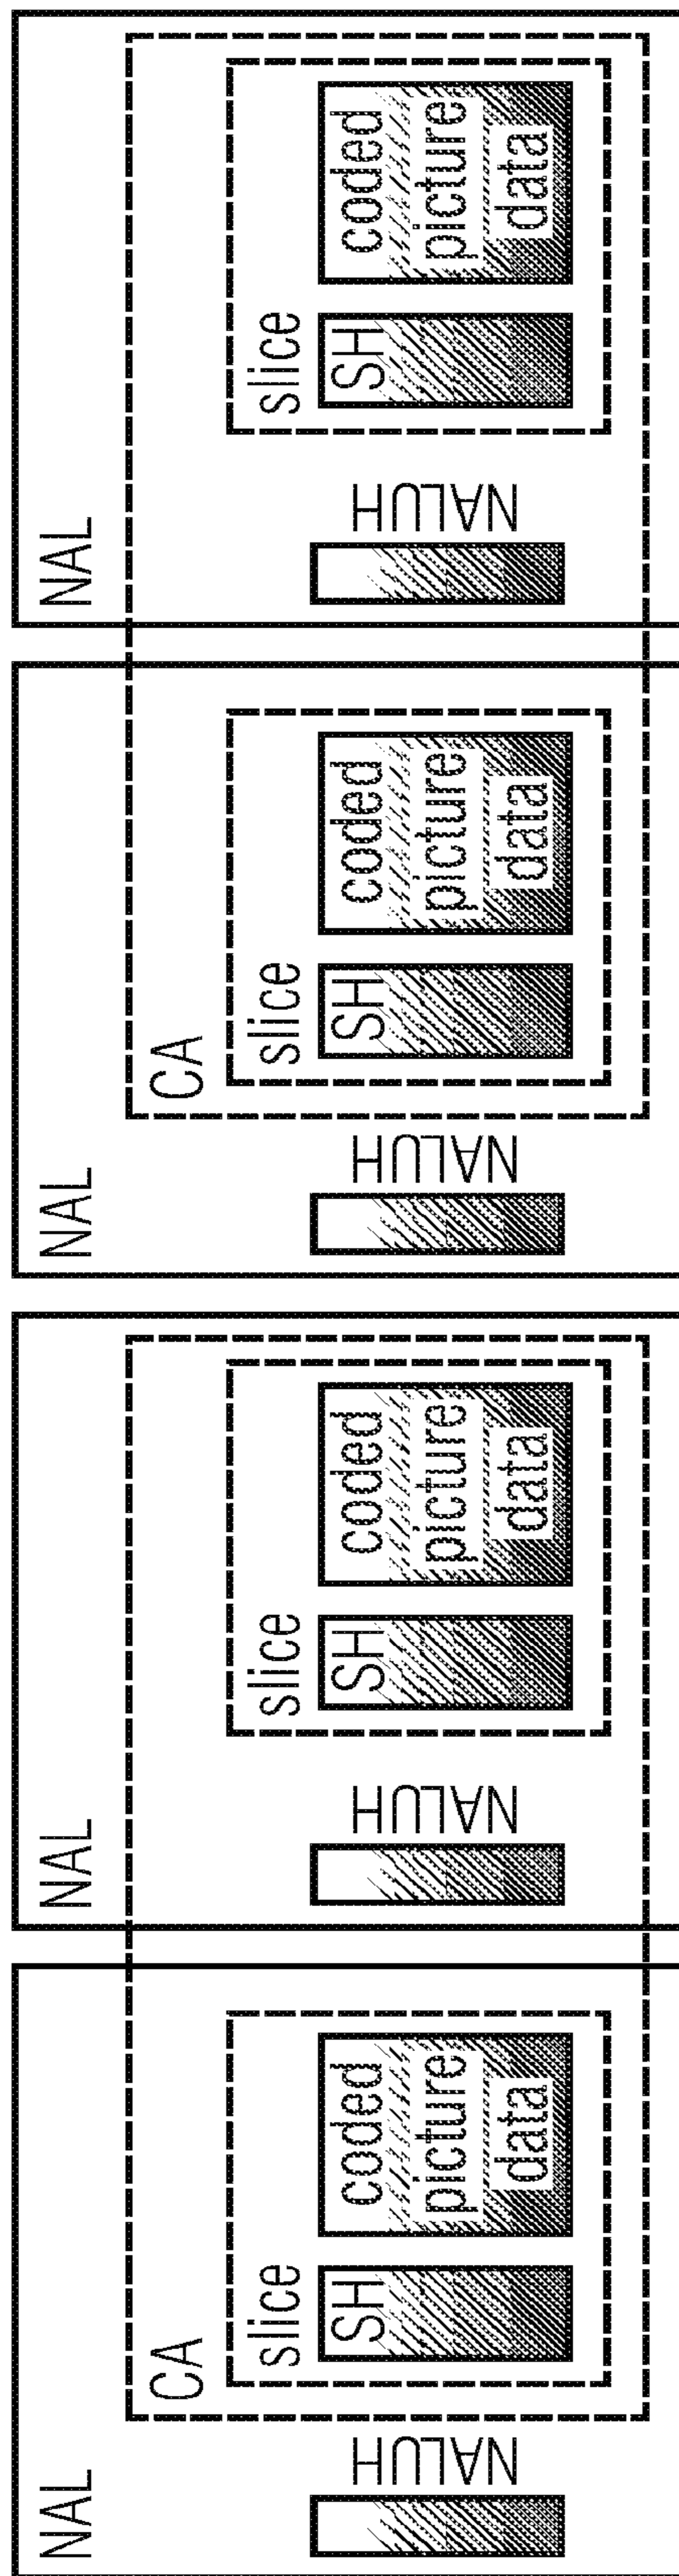 NAL
NALUH
CA
slice
SH
coded
picture
data
NAL
NALUH
slice
SH
coded
picture
data
NAL
NALUH
CA
slice
SH
coded
picture
data
NAL
NALUH
slice
SH
coded
picture
data